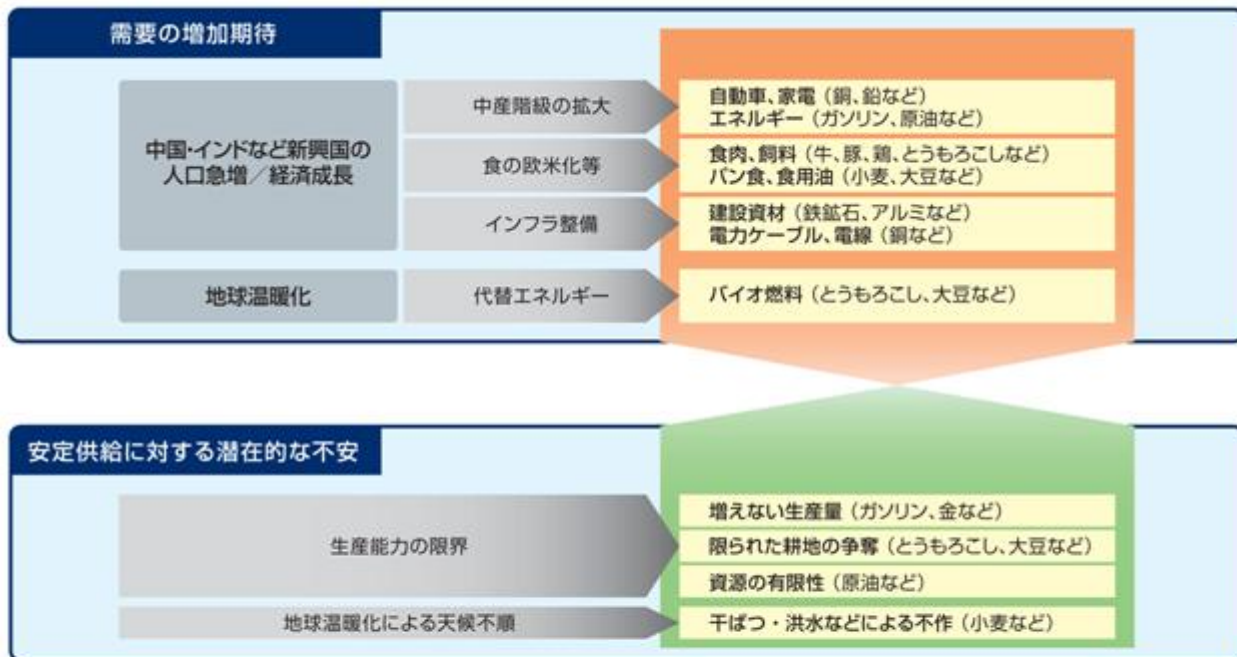 需要の増加期待
中国・インドなど新興国の
人口急増／経済成長
中産階級の拡大
自動車、家電（銅、鉛など）
エネルギー（ガソリン、原油など）
食の欧米化等
食肉、飼料（牛、豚、鶏、とうもろこしなど）
パン食、食用油（小麦、大豆など）
インフラ整備
建設資材（鉄鉱石、アルミなど）
電力ケーブル、電線（銅など）
地球温暖化
代替エネルギー
バイオ燃料（とうもろこし、大豆など）
安定供給に対する潜在的な不安
生産能力の限界
増えない生産量（ガソリン、金など）
限られた耕地の争奪（とうもろこし、大豆など）
資源の有限性（原油など）
地球温暖化による天候不順
干ばつ・洪水などによる不作（小麦など）